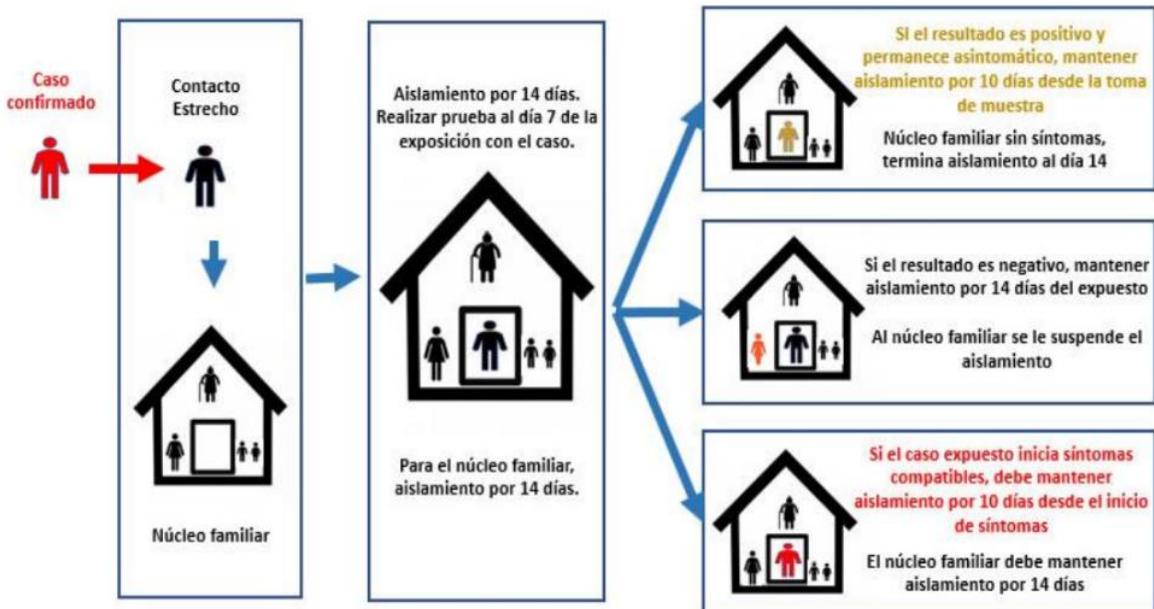 Caso
confirmado
Contacto
Estrecho
Núcleo familiar
Aislamiento por 14 días.
Realizar prueba al día 7 de la
exposición con el caso.
Para el núcleo familiar,
aislamiento por 14 días.
SI el resultado es positivo y
permanece asintomático, mantener
aislamiento por 10 días desde la toma
de muestra
Núcleo familiar sin síntomas,
termina aislamiento al día 14
Si el resultado es negativo, mantener
aislamiento por 14 días del expuesto
Al núcleo familiar se le suspende el
aislamiento
Si el caso expuesto inicia síntomas
compatibles, debe mantener
aislamiento por 10 días desde el inicio
de síntomas
El núcleo familiar debe mantener
aislamiento por 14 días